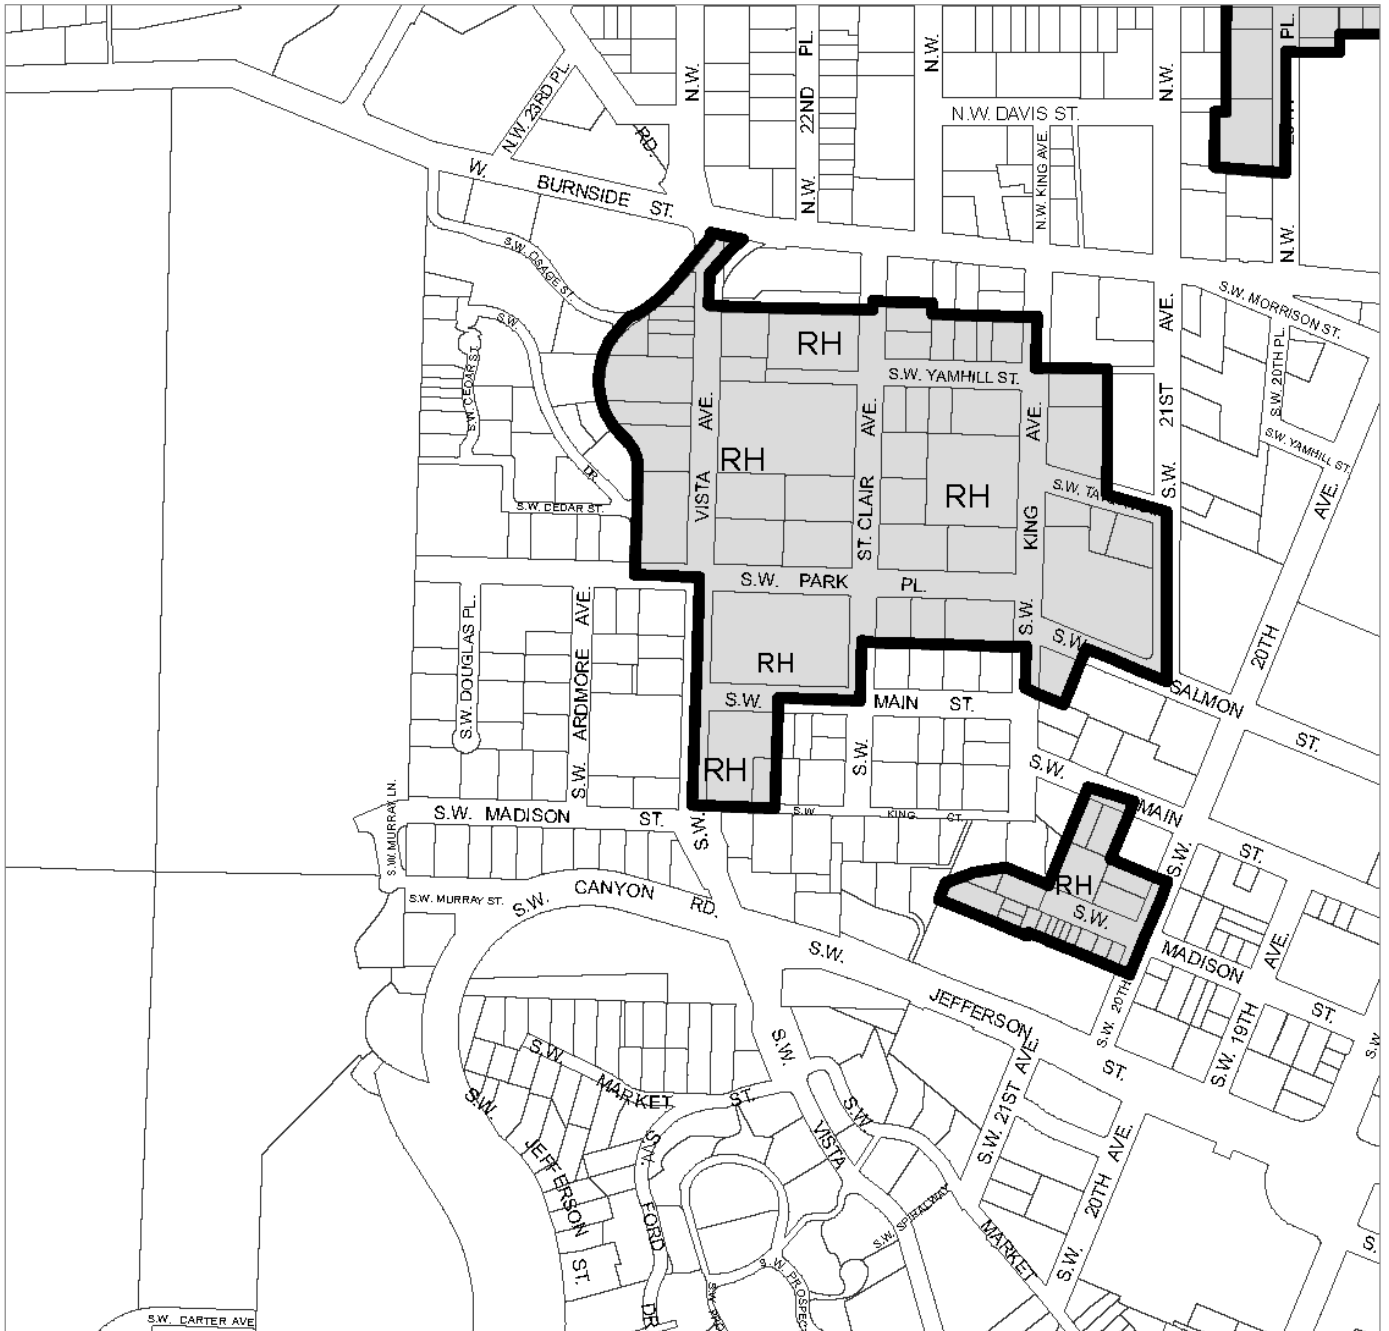 N.W. 23RD PL.
N.W.
22ND PL.
N.W.
N.W.
N.W.
PL.
N.W. DAVIS ST.
N.W. KING AVE.
RD.
W. BURNSIDE ST.
N.W.
S.W. OSAGE ST.
S.W. MORRISON ST.
S.W.
DR.
S.W. CEDAR ST.
S.W. CEDAR ST.
RH
S.W. YAMHILL ST.
AVE.
21ST
S.W.
S.W. 20TH PL.
S.W. YAMHILL ST.
AVE.
20TH
RH
RH
VISTA AVE.
ST. CLAIR AVE.
S.W. KING AVE.
S.W.
S.W. PARK PL.
S.W. DOUGLAS PL.
S.W. ARDMORE AVE.
RH
S.W.
SALMON ST.
S.W. MAIN ST.
S.W.
RH
S.W. MAIN ST.
S.W. MURRAY LN.
S.W. MADISON ST.
S.W.
S.W. KING CT.
S.W.
RH
S.W. MADISON ST.
S.W. MURRAY ST.
S.W. CANYON RD.
S.W. JEFFERSON ST.
S.W. 20TH
S.W. 19TH AVE.
S.W.
S.W. MARKET ST.
S.W. VISTA
S.W. 21ST AVE
S.W. 20TH AVE.
S.W. JEFFERSON ST.
S.W. FORD DR
S.W. MARKET
S.W. SPIRALWAY
S.W. PROSPEC
S.
S.W. CARTER AVE